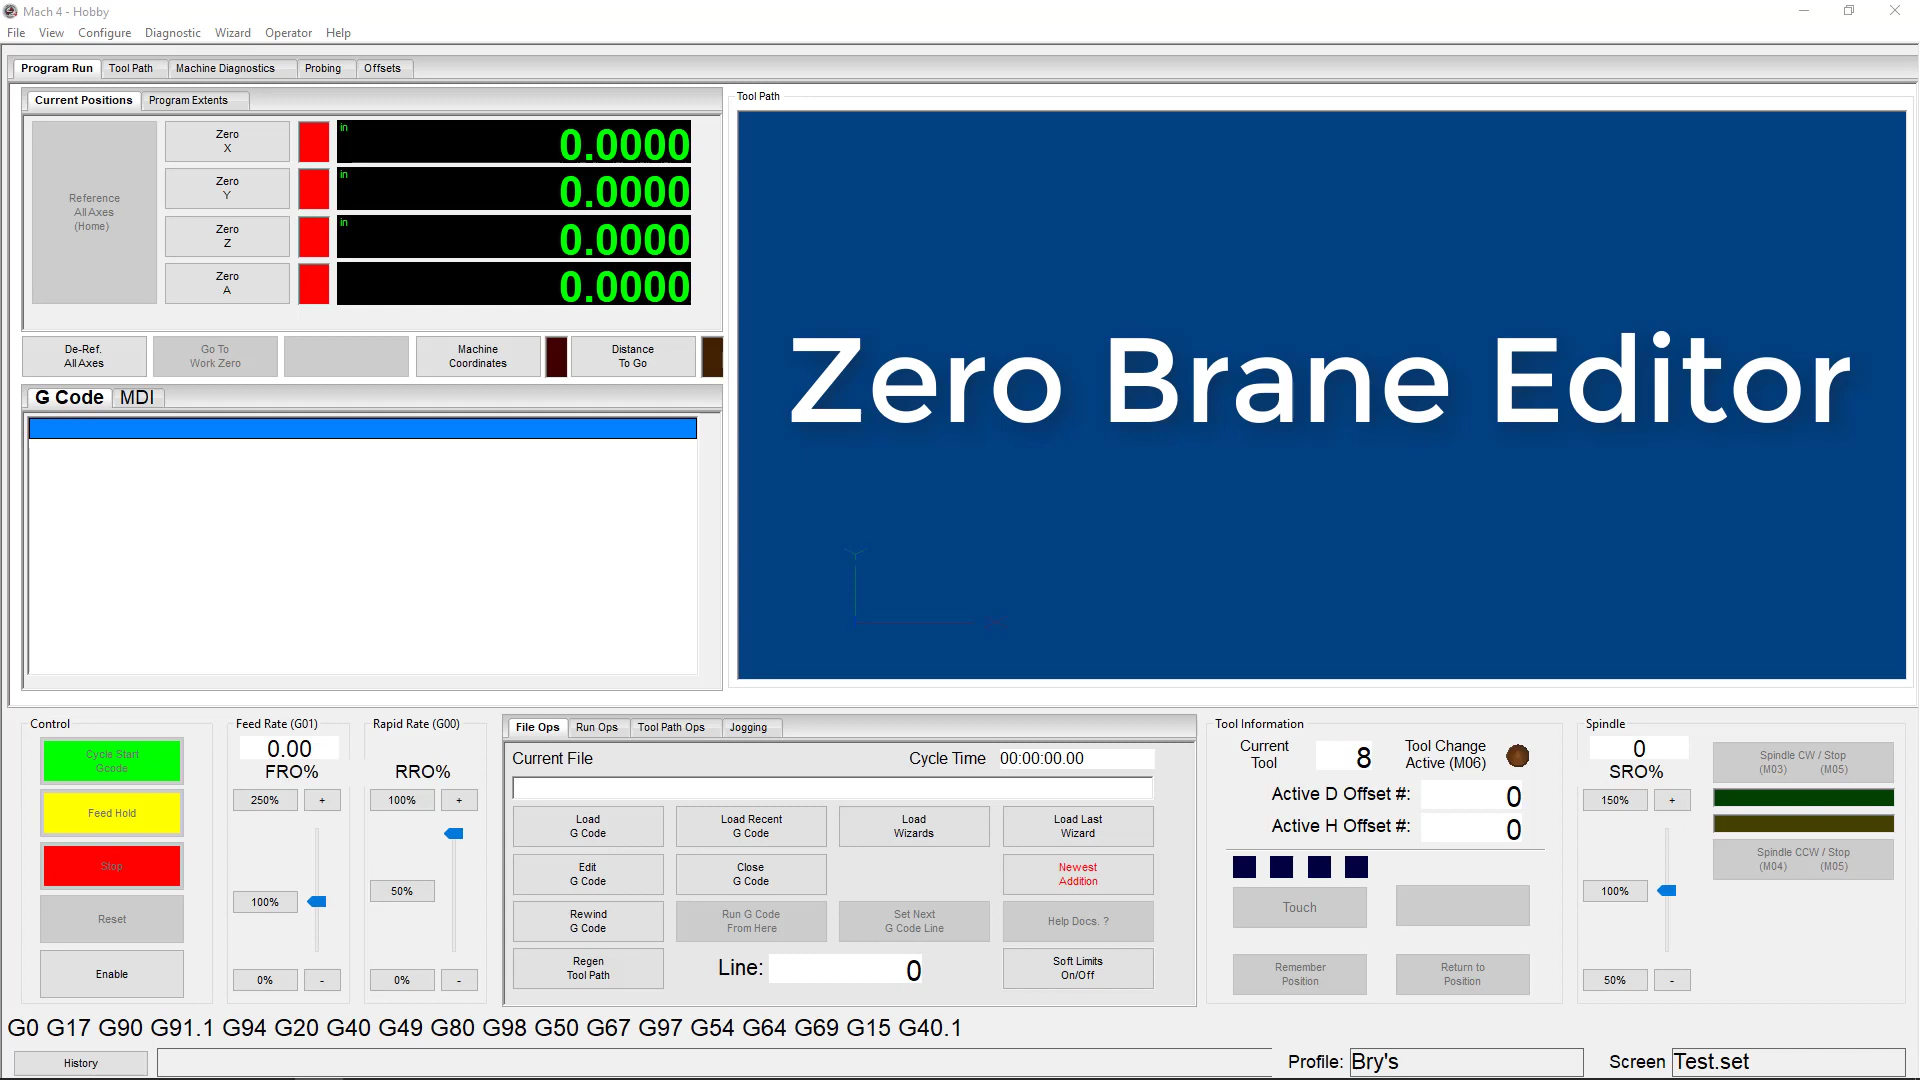 Mach 4 - Hobby
File View Configure Diagnostic Wizard Operator Help
Program Run Tool Path Machine Diagnostics Probing Offsets
Current Positions Program Extents
Reference
All Axes
(Home)
Zero
X
in
0.0000
Zero
Y
in
0.0000
Zero
Z
in
0.0000
Zero
A
0.0000
De-Ref.
All Axes
Go To
Work Zero
Machine
Coordinates
Distance
To Go
G Code MDI
Tool Path
Zero Brane Editor
Control
Cycle Start
Gcode
Feed Hold
Stop
Reset
Enable
Feed Rate (G01)
0.00
FRO%
250% +
100%
0% -
Rapid Rate (G00)
RRO%
100% +
50%
0% -
File Ops Run Ops Tool Path Ops Jogging
Current File
Cycle Time 00:00:00.00
Load
G Code
Load Recent
G Code
Load
Wizards
Load Last
Wizard
Edit
G Code
Close
G Code
Newest
Addition
Rewind
G Code
Run G Code
From Here
Set Next
G Code Line
Help Docs. ?
Regen
Tool Path
Line: 0
Soft Limits
On/Off
Tool Information
Current
Tool
8
Tool Change
Active (M06)
Active D Offset #: 0
Active H Offset #: 0
Touch
Remember
Position
Return to
Position
Spindle
0
SRO%
150% +
100%
50% -
Spindle CW / Stop
(M03) (M05)
Spindle CCW / Stop
(M04) (M05)
G0 G17 G90 G91.1 G94 G20 G40 G49 G80 G98 G50 G67 G97 G54 G64 G69 G15 G40.1
History
Profile: Bry's
Screen Test.set